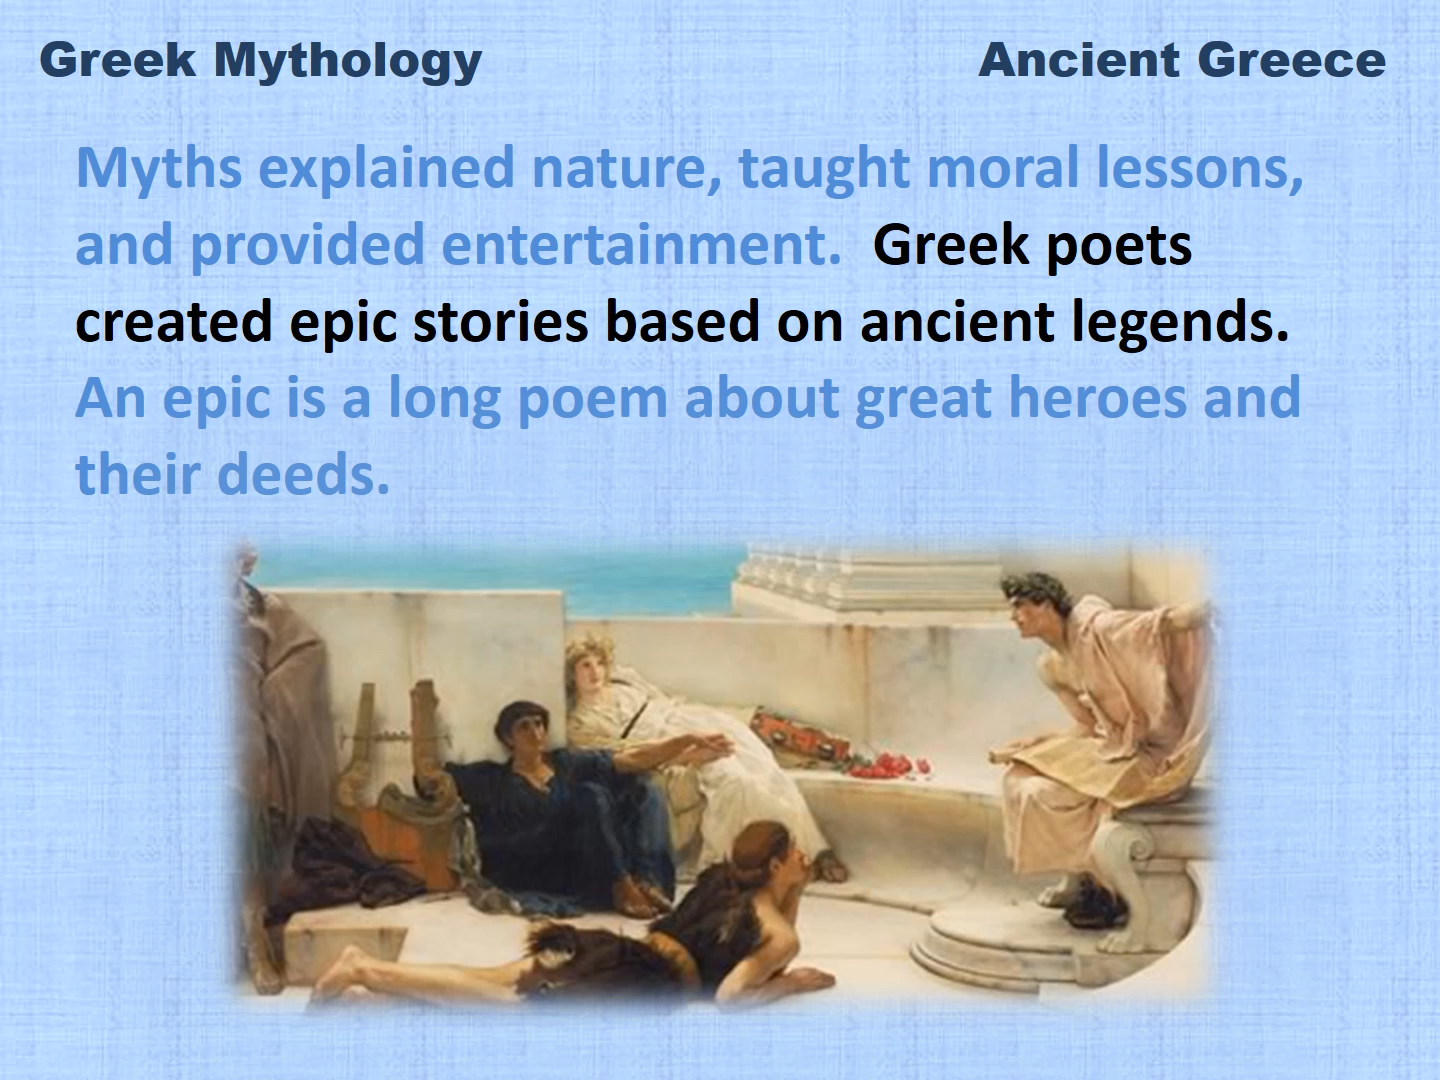 Greek Mythology
Ancient Greece
Myths explained nature, taught moral lessons,
and provided entertainment.  Greek poets
created epic stories based on ancient legends.
An epic is a long poem about great heroes and
their deeds.